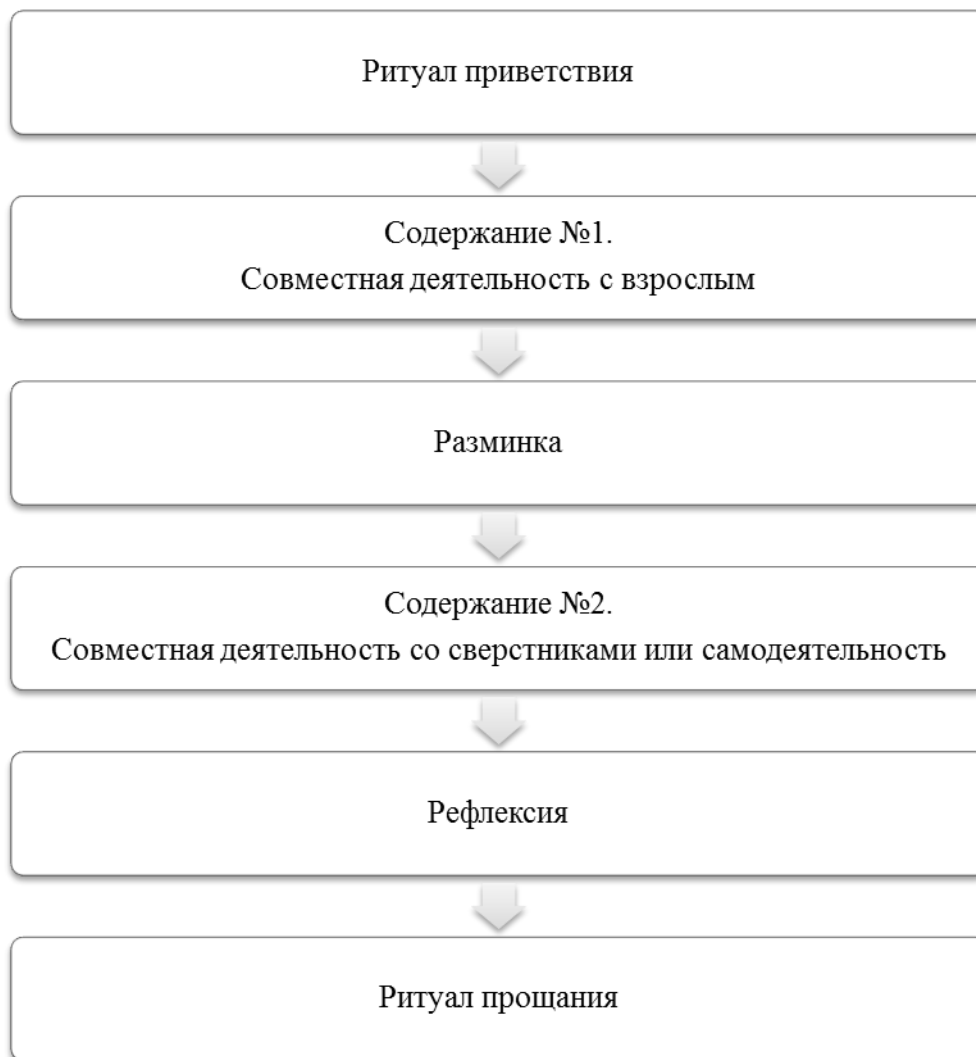 Ритуал приветствия
Содержание №1.
Совместная деятельность с взрослым
Разминка
Содержание №2.
Совместная деятельность со сверстниками или самодеятельность
Рефлексия
Ритуал прощания